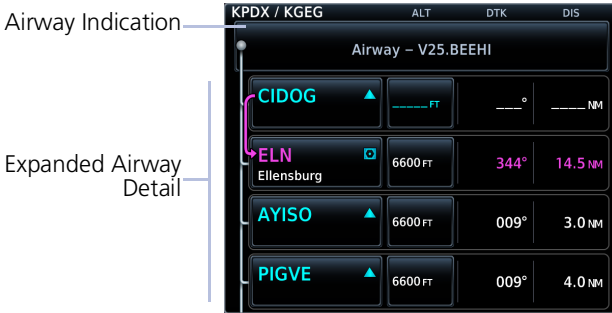 KPDX / KGEG ALT DTK DIS
Airway Indication
Airway – V25.BEEHI
CIDOG _____FT ___° ____NM
Expanded Airway
Detail
ELN 6600FT 344° 14.5NM
Ellensburg
AYISO 6600FT 009° 3.0NM
PIGVE 6600FT 009° 4.0NM